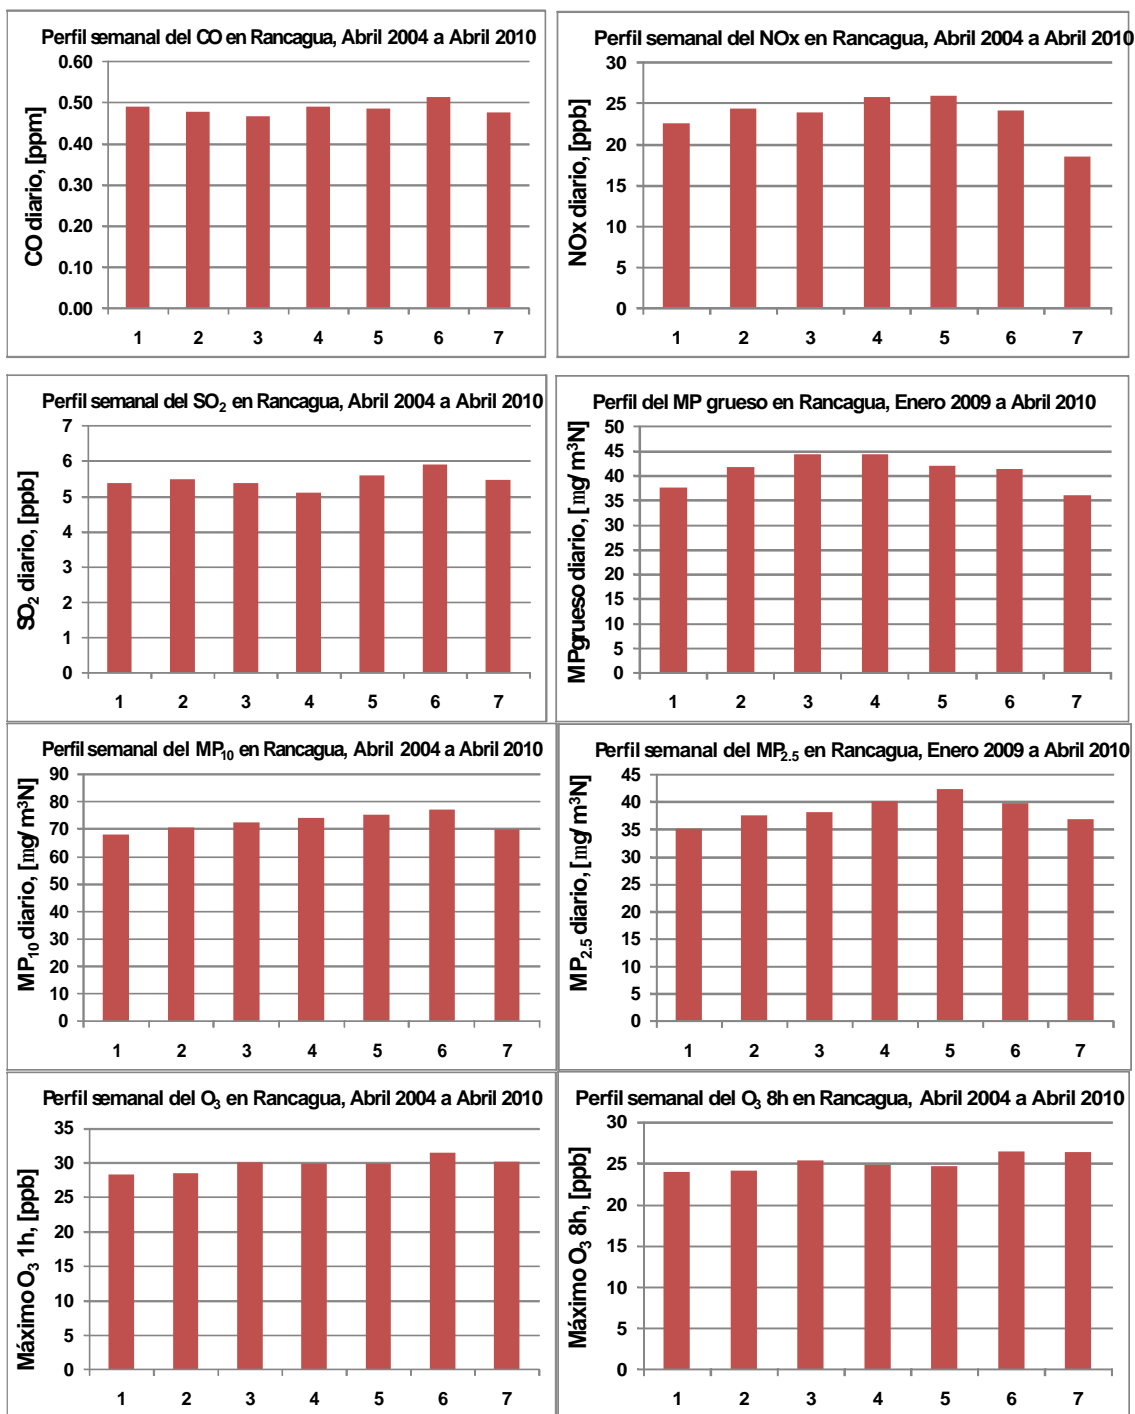 Perfil semanal del CO en Rancagua, Abril 2004 a Abril 2010
CO diario, [ppm]
0.60
0.50
0.40
0.30
0.20
0.10
0.00
1 2 3 4 5 6 7
Perfil semanal del NOx en Rancagua, Abril 2004 a Abril 2010
NOx diario, [ppb]
30
25
20
15
10
5
0
1 2 3 4 5 6 7
Perfil semanal del SO₂ en Rancagua, Abril 2004 a Abril 2010
SO₂ diario, [ppb]
7
6
5
4
3
2
1
0
1 2 3 4 5 6 7
Perfil del MP grueso en Rancagua, Enero 2009 a Abril 2010
MPgrueso diario, [mg/m³N]
50
45
40
35
30
25
20
15
10
5
0
1 2 3 4 5 6 7
Perfil semanal del MP₁₀ en Rancagua, Abril 2004 a Abril 2010
MP₁₀ diario, [mg/m³N]
90
80
70
60
50
40
30
20
10
0
1 2 3 4 5 6 7
Perfil semanal del MP₂.₅ en Rancagua, Enero 2009 a Abril 2010
MP₂.₅ diario, [mg/m³N]
45
40
35
30
25
20
15
10
5
0
1 2 3 4 5 6 7
Perfil semanal del O₃ en Rancagua, Abril 2004 a Abril 2010
Máximo O₃ 1h, [ppb]
35
30
25
20
15
10
5
0
1 2 3 4 5 6 7
Perfil semanal del O₃ 8h en Rancagua, Abril 2004 a Abril 2010
Máximo O₃ 8h, [ppb]
30
25
20
15
10
5
0
1 2 3 4 5 6 7